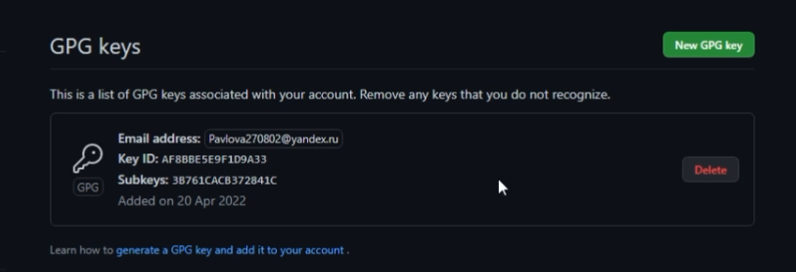 GPG keys
New GPG key
This is a list of GPG keys associated with your account. Remove any keys that you do not recognize.
Email address: Pavlova270802@yandex.ru
Key ID: AF8BBE5E9F1D9A33
Subkeys: 3B761CACB372841C
GPG
Added on 20 Apr 2022
Delete
Learn how to generate a GPG key and add it to your account .